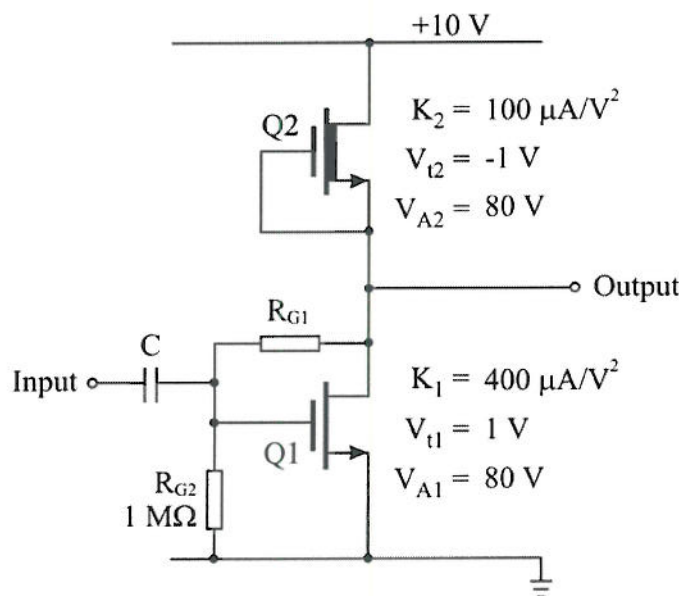 +10 V
Q2
K₂ = 100 μA/V²
Vt2 = -1 V
VA2 = 80 V
Output
RG1
C
Input
K₁ = 400 μA/V²
Vt1 = 1 V
VA1 = 80 V
Q1
RG2
1 MΩ